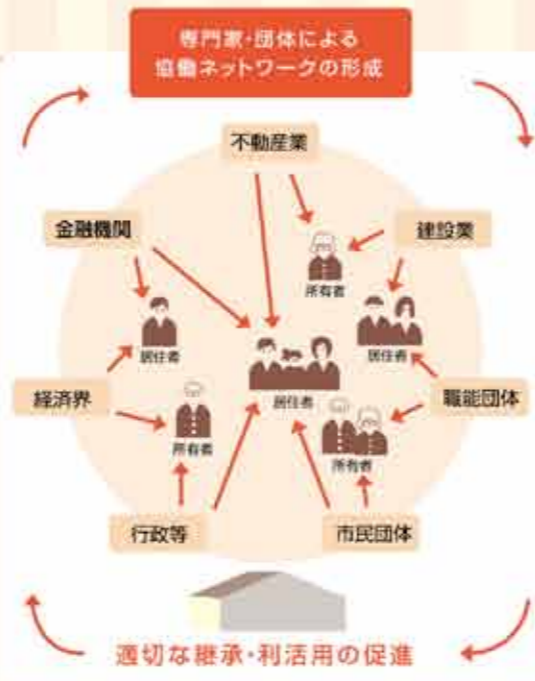 専門家・団体による
協働ネットワークの形成
不動産業
金融機関
建設業
所有者
居住者
居住者
居住者
経済界
職能団体
所有者
所有者
行政等
市民団体
適切な継承・利活用の促進